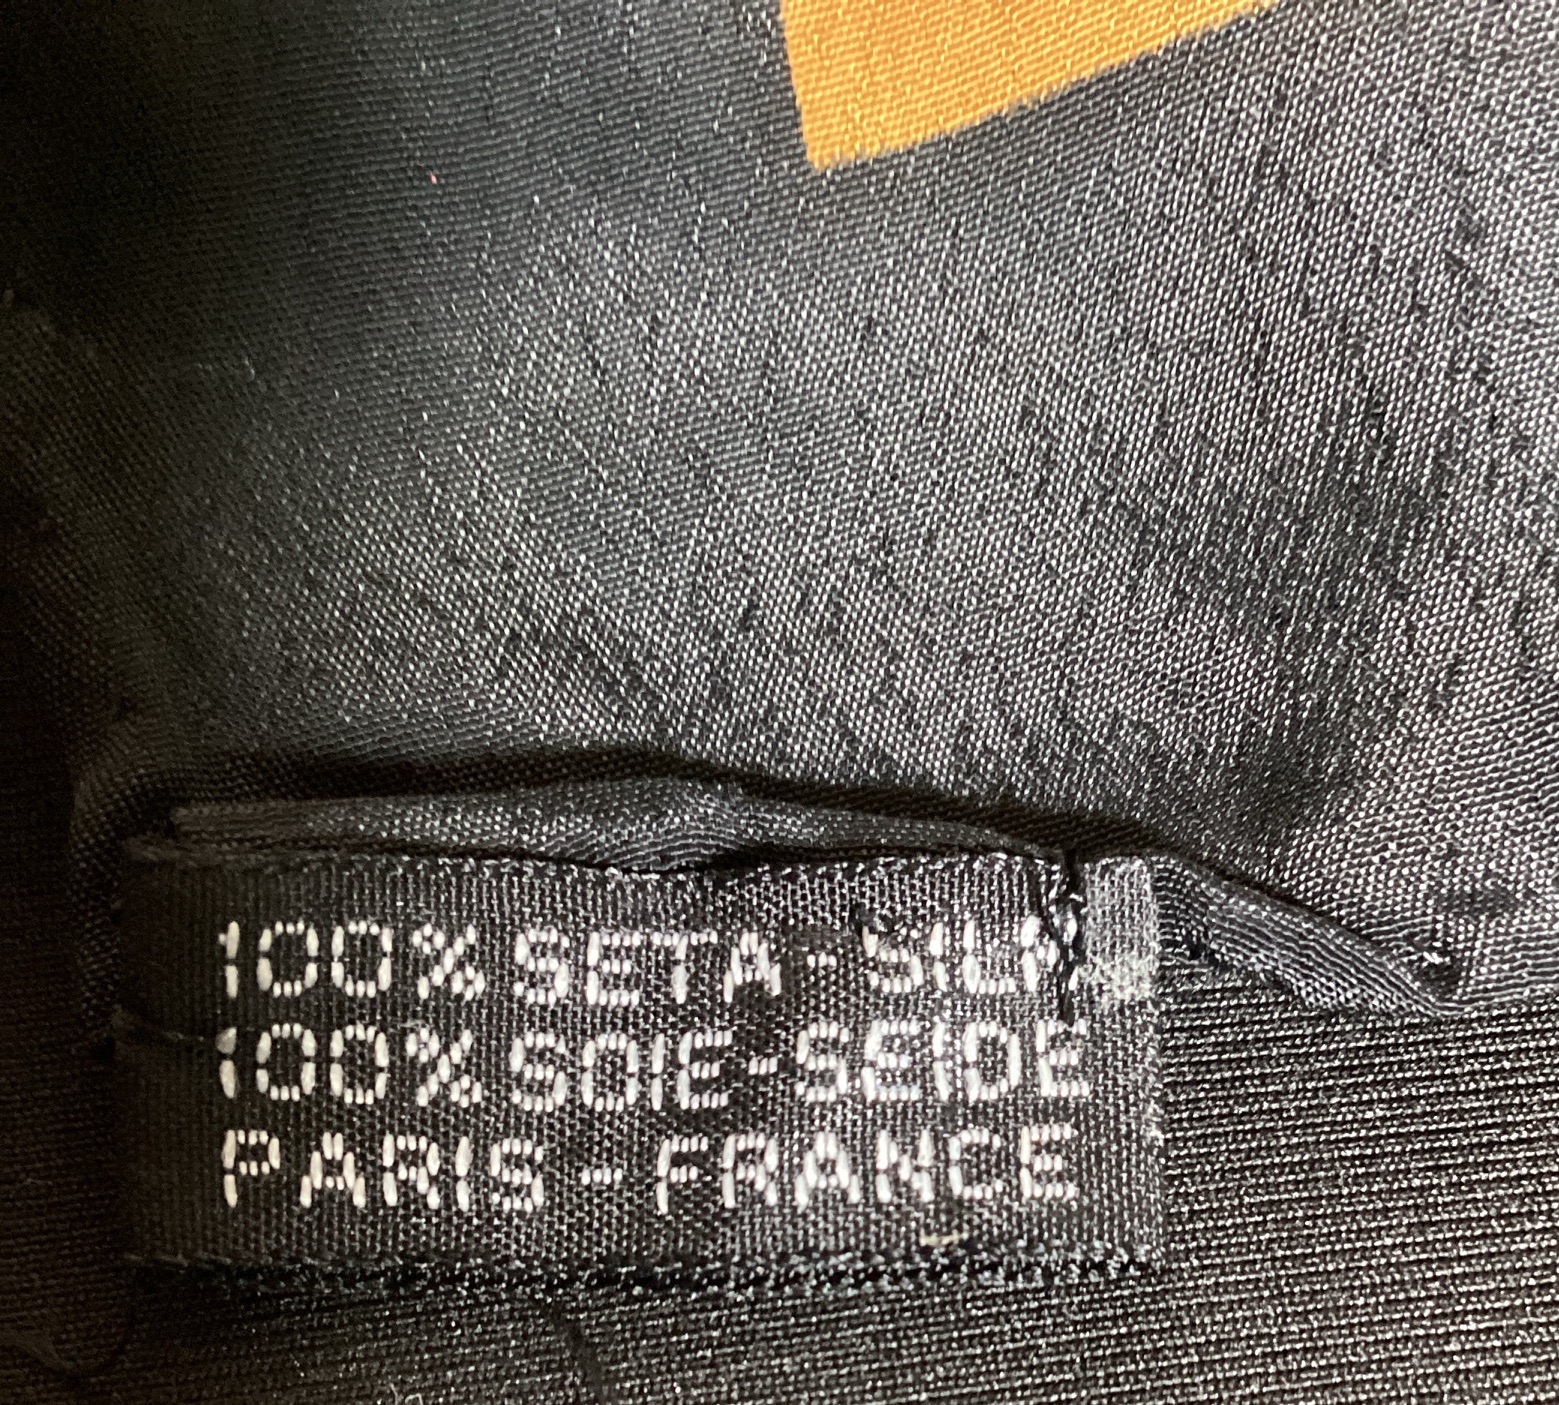 100% SETA - SILK
100% SOIE - SEIDE
PARIS - FRANCE